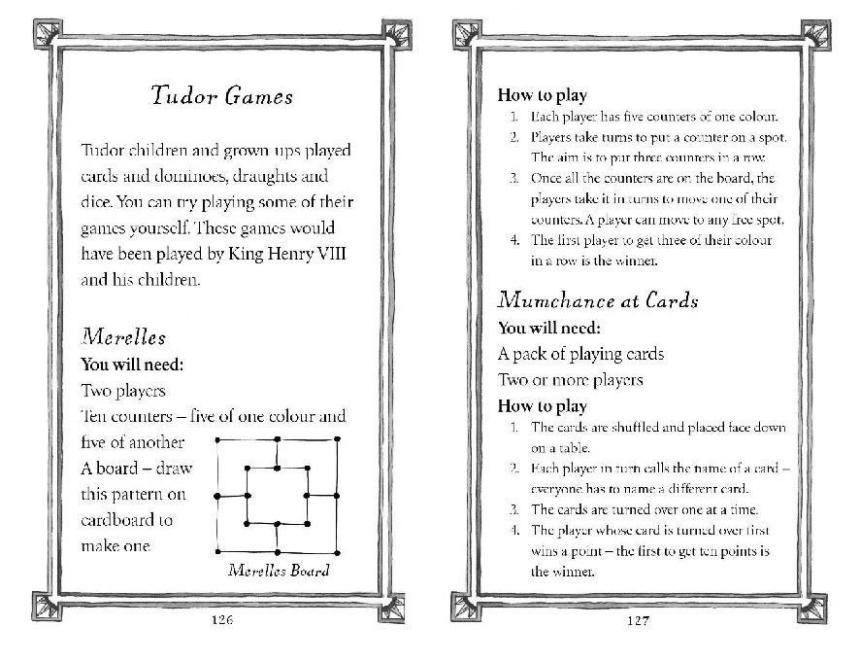 Tudor Games
Tudor children and grown ups played
cards and dominoes, draughts and
dice. You can try playing some of their
games yourself. These games would
have been played by King Henry VIII
and his children.
Merelles
You will need:
Two players
Ten counters – five of one colour and
five of another
A board – draw
this pattern on
cardboard to
make one
Merelles Board
126
How to play
1. Each player has five counters of one colour.
2. Players take turns to put a counter on a spot.
The aim is to put three counters in a row.
3. Once all the counters are on the board, the
players take it in turns to move one of their
counters. A player can move to any free spot.
4. The first player to get three of their colour
in a row is the winner.
Mumchance at Cards
You will need:
A pack of playing cards
Two or more players
How to play
1. The cards are shuffled and placed face down
on a table.
2. Each player in turn calls the name of a card –
everyone has to name a different card.
3. The cards are turned over one at a time.
4. The player whose card is turned over first
wins a point – the first to get ten points is
the winner.
127